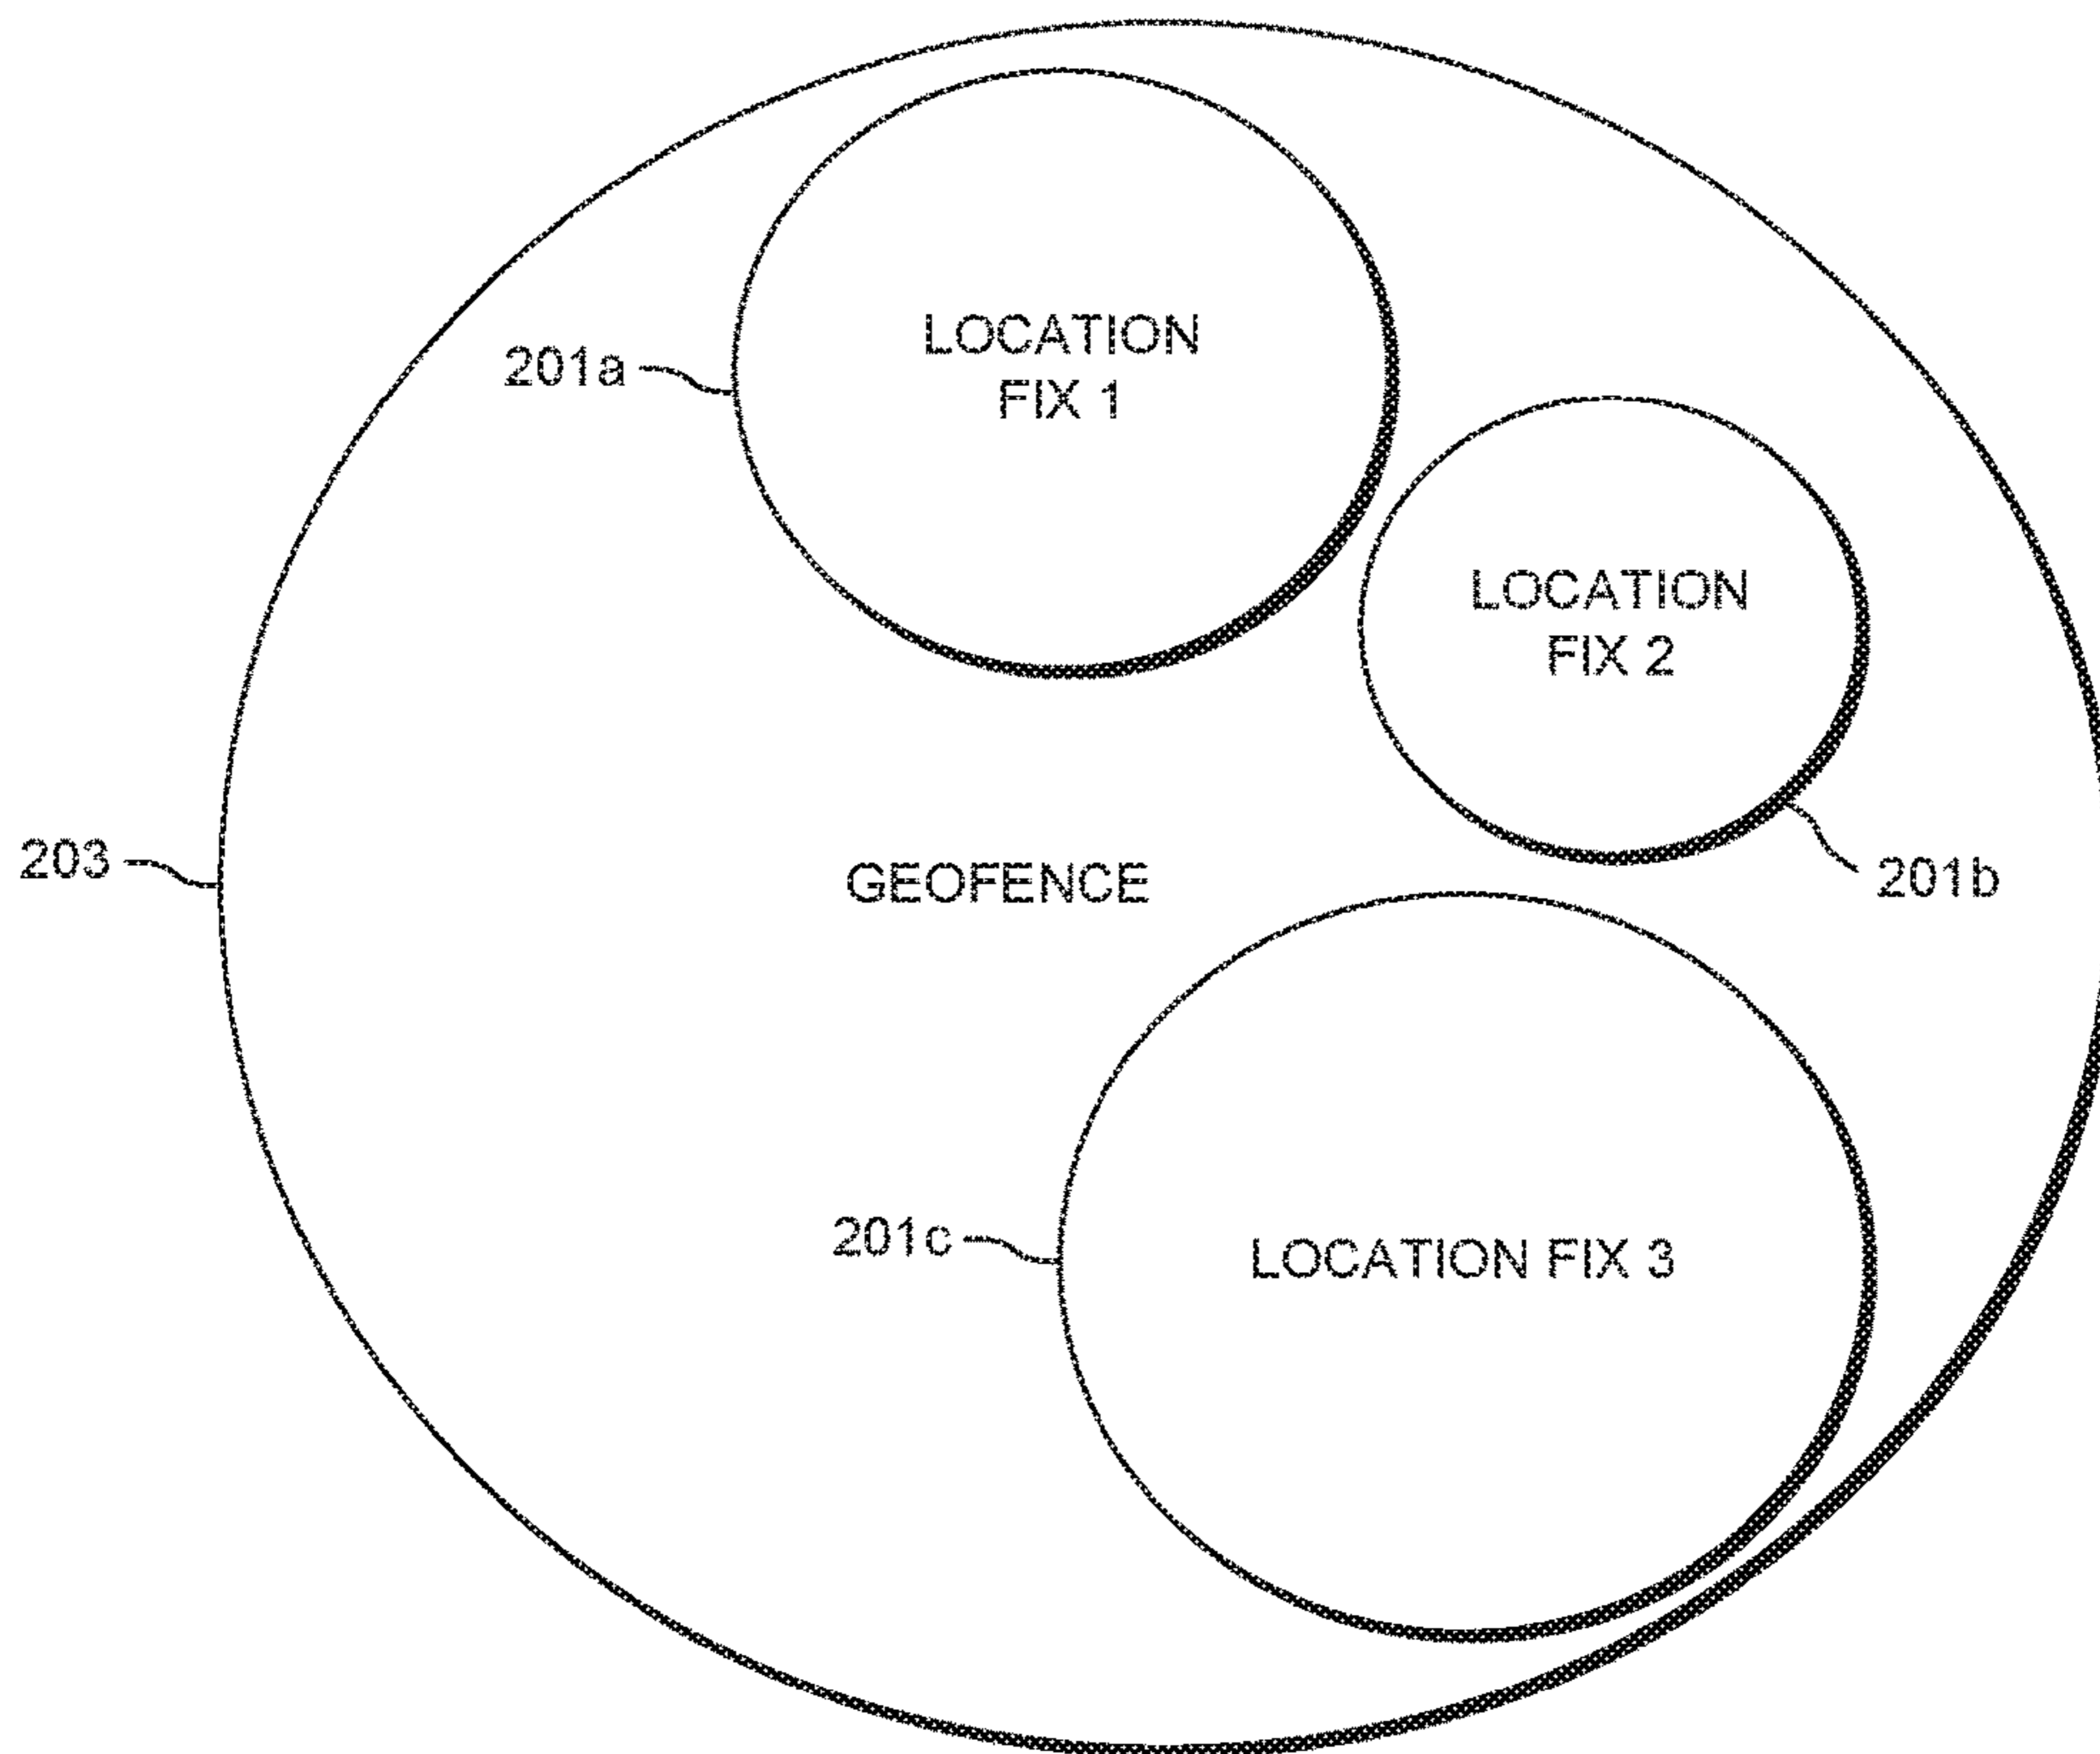 LOCATION
FIX 1
201a
LOCATION
FIX 2
201b
203
GEOFENCE
201c
LOCATION FIX 3